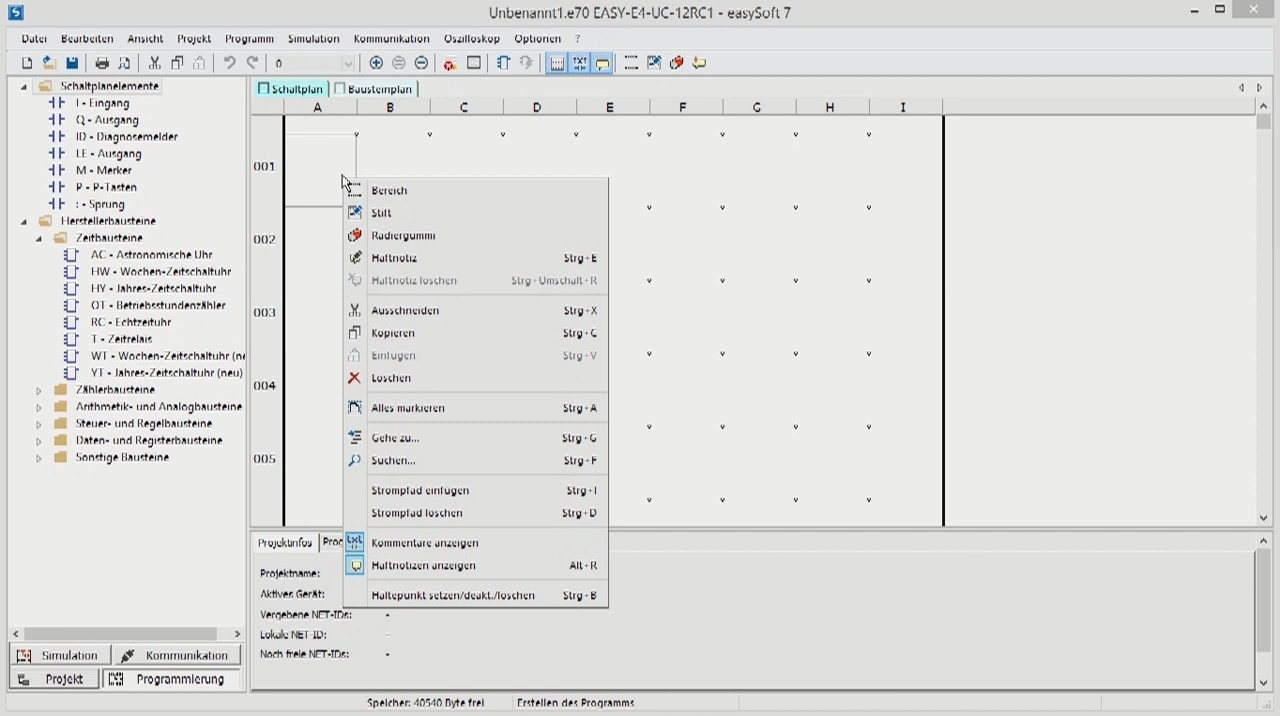 Unbenannt1.e70 EASY-E4-UC-12RC1 - easySoft 7
Datei Bearbeiten Ansicht Projekt Programm Simulation Kommunikation Oszilloskop Optionen ?
0
Schaltplanelemente
I - Eingang
Q - Ausgang
ID - Diagnosemelder
LE - Ausgang
M - Merker
P - P-Tasten
: - Sprung
Herstellerbausteine
Zeitbausteine
AC - Astronomische Uhr
HW - Wochen-Zeitschaltuhr
HY - Jahres-Zeitschaltuhr
OT - Betriebsstundenzähler
RC - Echtzeituhr
T - Zeitrelais
WT - Wochen-Zeitschaltuhr (ne
YT - Jahres-Zeitschaltuhr (neu)
Zählerbausteine
Arithmetik- und Analogbausteine
Steuer- und Regelbausteine
Daten- und Registerbausteine
Sonstige Bausteine
Simulation Kommunikation
Projekt Programmierung
Schaltplan Bausteinplan
A B C D E F G H I
001
002
003
004
005
Bereich
Stift
Radiergummi
Haftnotiz Strg+E
Haftnotiz löschen Strg+Umschalt+R
Ausschneiden Strg+X
Kopieren Strg+C
Einfügen Strg+V
Löschen
Alles markieren Strg+A
Gehe zu... Strg+G
Suchen... Strg+F
Strompfad einfügen Strg+I
Strompfad löschen Strg+D
Kommentare anzeigen
Haftnotizen anzeigen Alt+R
Haltepunkt setzen/deakt./löschen Strg+B
Projektinfos Prog
Projektname:
Aktives Gerät:
Vergebene NET-IDs: -
Lokale NET-ID: -
Noch freie NET-IDs: -
Speicher: 40540 Byte frei Erstellen des Programms